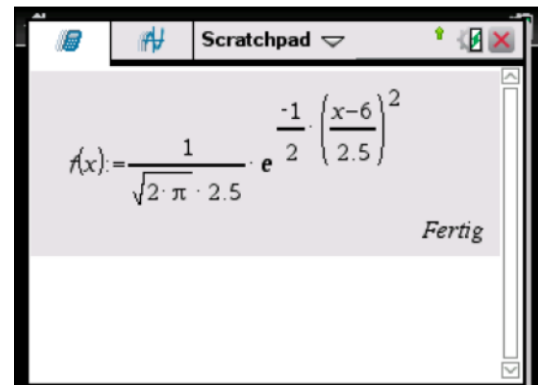 Scratchpad
f(x):=1/(√(2·π)·2.5)·e^(-1/2·((x-6)/2.5)^2)
Fertig